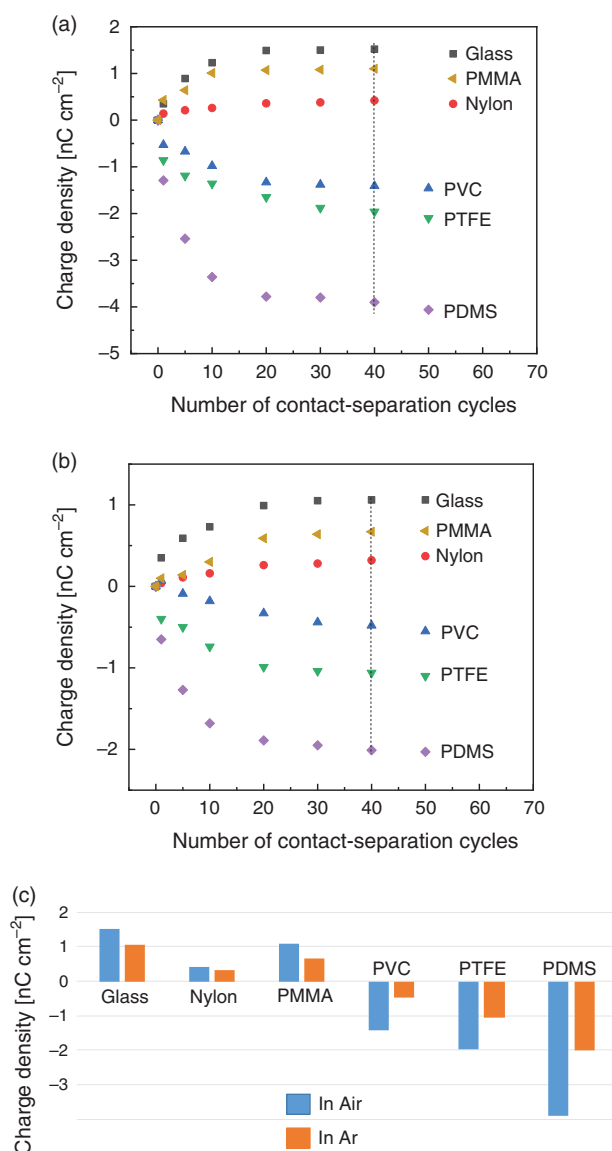 (a)
2
1
0
−1
−2
−3
−4
−5
Charge density [nC cm−2]
Glass
PMMA
Nylon
PVC
PTFE
PDMS
0 10 20 30 40 50 60 70
Number of contact-separation cycles
(b)
1
0
−1
−2
Charge density [nC cm−2]
Glass
PMMA
Nylon
PVC
PTFE
PDMS
0 10 20 30 40 50 60 70
Number of contact-separation cycles
(c)
2
1
0
−1
−2
−3
Charge density [nC cm−2]
PVC PTFE PDMS
Glass Nylon PMMA
In Air
In Ar